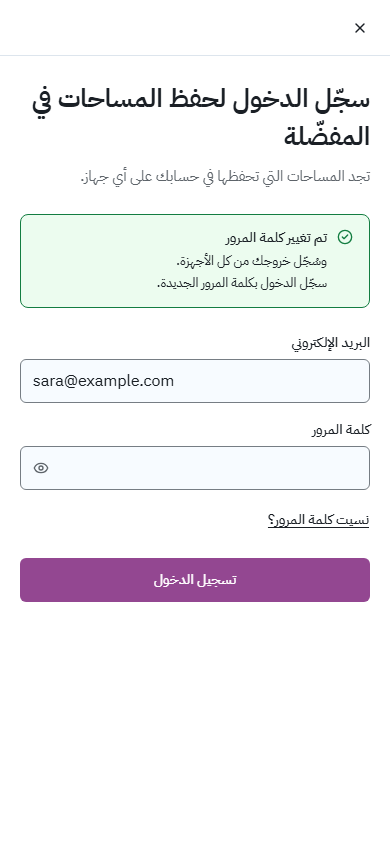 سجّل الدخول لحفظ المساحات في
المفضّلة
تجد المساحات التي تحفظها في حسابك على أي جهاز.
تم تغيير كلمة المرور
وسُجّل خروجك من كل الأجهزة.
سجّل الدخول بكلمة المرور الجديدة.
البريد الإلكتروني
sara@example.com
كلمة المرور
نسيت كلمة المرور؟
تسجيل الدخول